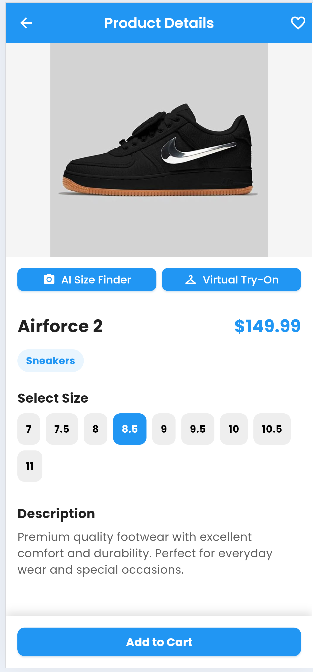 Product Details
AI Size Finder
Virtual Try-On
Airforce 2
$149.99
Sneakers
Select Size
7 7.5 8 8.5 9 9.5 10 10.5
11
Description
Premium quality footwear with excellent
comfort and durability. Perfect for everyday
wear and special occasions.
Add to Cart